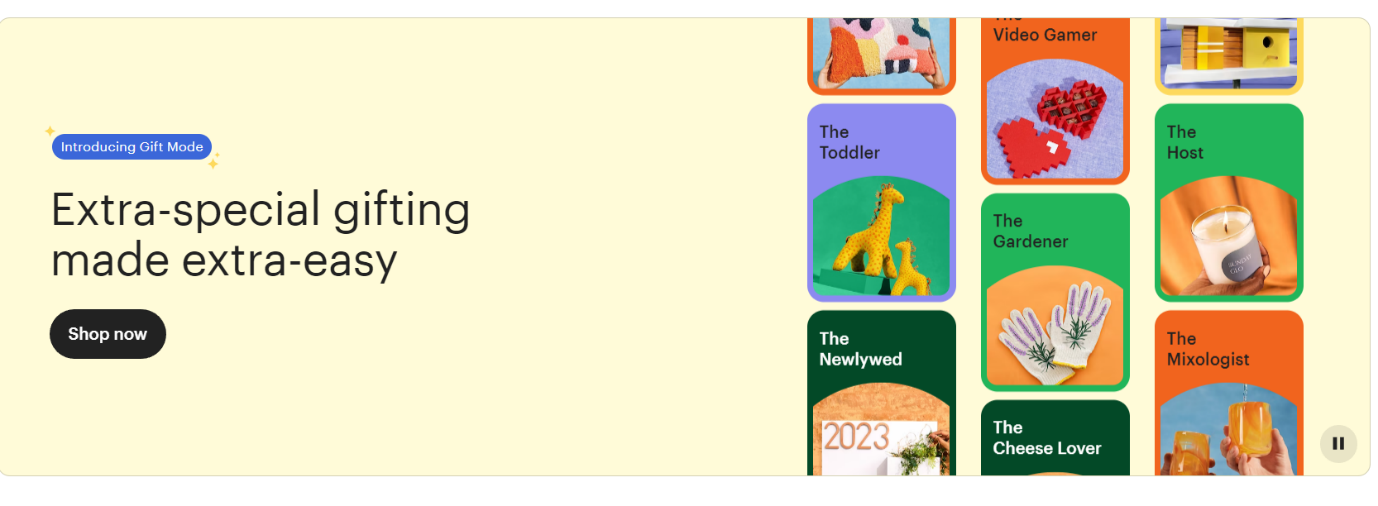 Introducing Gift Mode
Extra-special gifting
made extra-easy
Shop now
The
Toddler
The
Newlywed
2023
Video Gamer
The
Gardener
The
Cheese Lover
The
Host
The
Mixologist